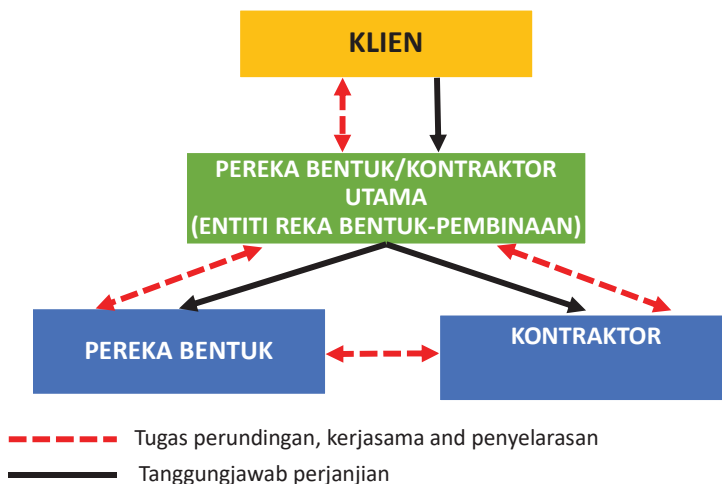 KLIEN
PEREKA BENTUK/KONTRAKTOR
UTAMA
(ENTITI REKA BENTUK-PEMBINAAN)
PEREKA BENTUK
KONTRAKTOR
Tugas perundingan, kerjasama and penyelarasan
Tanggungjawab perjanjian